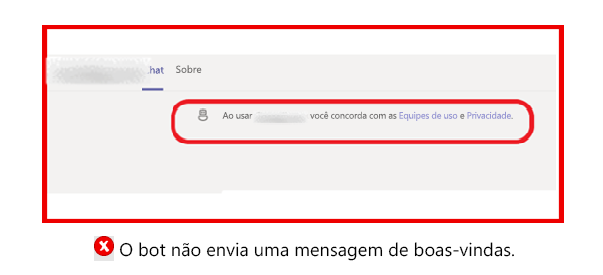 hat Sobre
Ao usar você concorda com as Equipes de uso e Privacidade.
O bot não envia uma mensagem de boas-vindas.